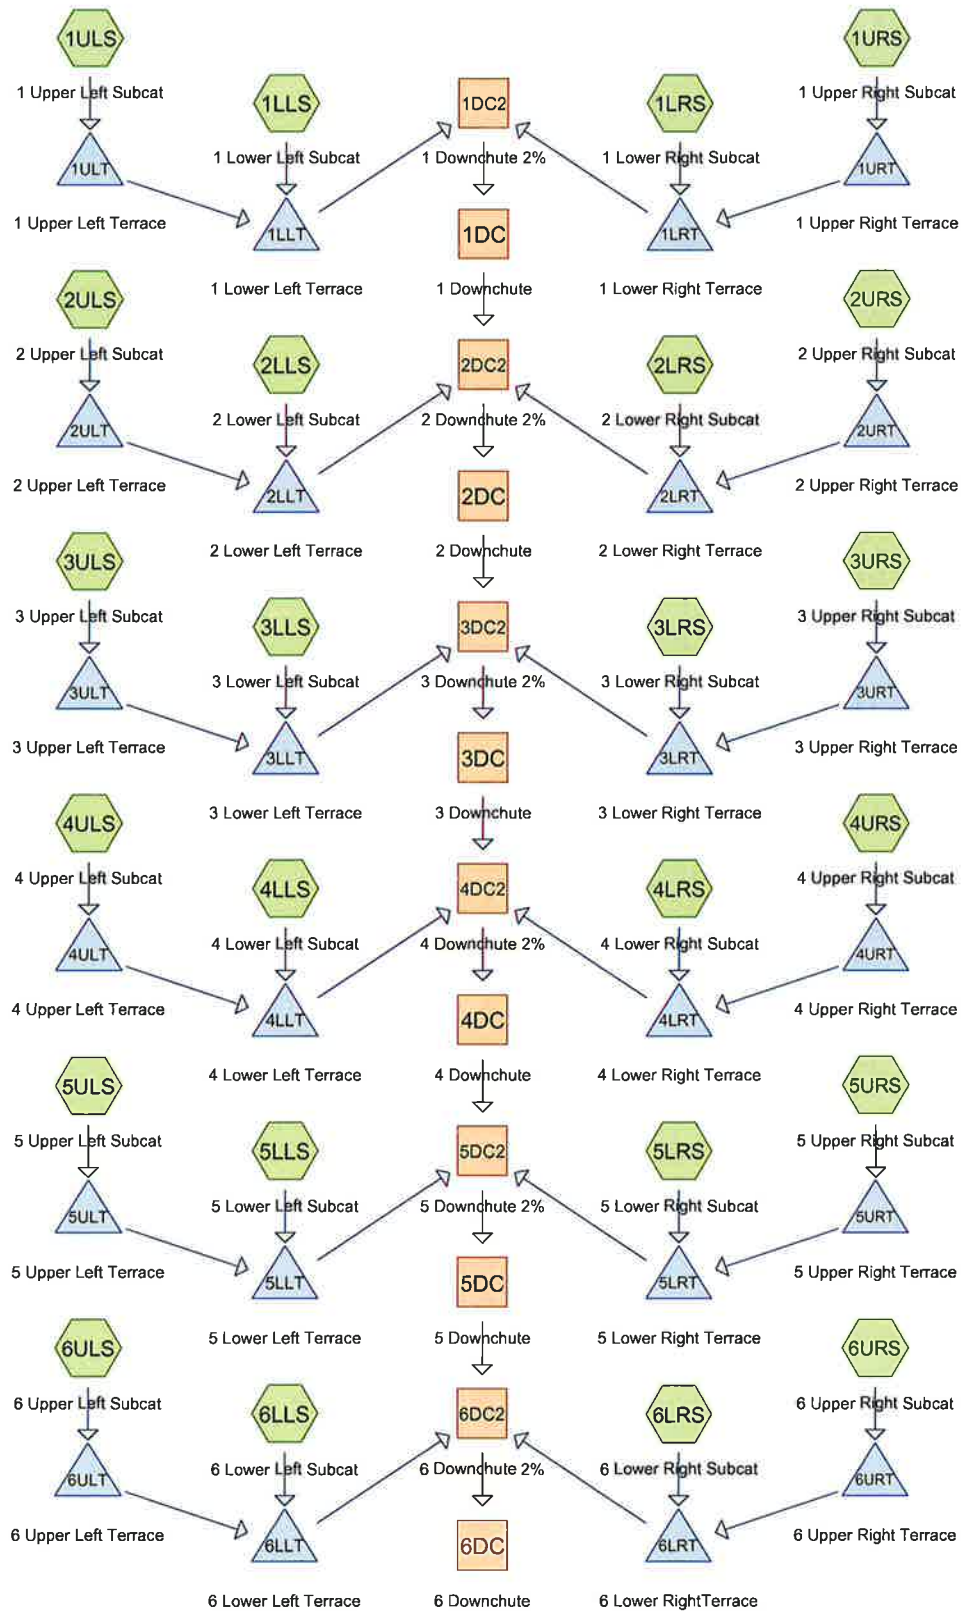 1ULS
1URS
1 Upper Left Subcat
1LLS
1DC2
1LRS
1 Upper Right Subcat
1ULT
1 Lower Left Subcat
1 Downchute 2%
1 Lower Right Subcat
1URT
1 Upper Left Terrace
1LLT
1DC
1LRT
1 Upper Right Terrace
1 Lower Left Terrace
1 Downchute
1 Lower Right Terrace
2ULS
2URS
2 Upper Left Subcat
2LLS
2DC2
2LRS
2 Upper Right Subcat
2ULT
2 Lower Left Subcat
2 Downchute 2%
2 Lower Right Subcat
2URT
2 Upper Left Terrace
2LLT
2DC
2LRT
2 Upper Right Terrace
2 Lower Left Terrace
2 Downchute
2 Lower Right Terrace
3ULS
3URS
3 Upper Left Subcat
3LLS
3DC2
3LRS
3 Upper Right Subcat
3ULT
3 Lower Left Subcat
3 Downchute 2%
3 Lower Right Subcat
3URT
3 Upper Left Terrace
3LLT
3DC
3LRT
3 Upper Right Terrace
3 Lower Left Terrace
3 Downchute
3 Lower Right Terrace
4ULS
4URS
4 Upper Left Subcat
4LLS
4DC2
4LRS
4 Upper Right Subcat
4ULT
4 Lower Left Subcat
4 Downchute 2%
4 Lower Right Subcat
4URT
4 Upper Left Terrace
4LLT
4DC
4LRT
4 Upper Right Terrace
4 Lower Left Terrace
4 Downchute
4 Lower Right Terrace
5ULS
5URS
5 Upper Left Subcat
5LLS
5DC2
5LRS
5 Upper Right Subcat
5ULT
5 Lower Left Subcat
5 Downchute 2%
5 Lower Right Subcat
5URT
5 Upper Left Terrace
5LLT
5DC
5LRT
5 Upper Right Terrace
5 Lower Left Terrace
5 Downchute
5 Lower Right Terrace
6ULS
6URS
6 Upper Left Subcat
6LLS
6DC2
6LRS
6 Upper Right Subcat
6ULT
6 Lower Left Subcat
6 Downchute 2%
6 Lower Right Subcat
6URT
6 Upper Left Terrace
6LLT
6DC
6LRT
6 Upper Right Terrace
6 Lower Left Terrace
6 Downchute
6 Lower RightTerrace